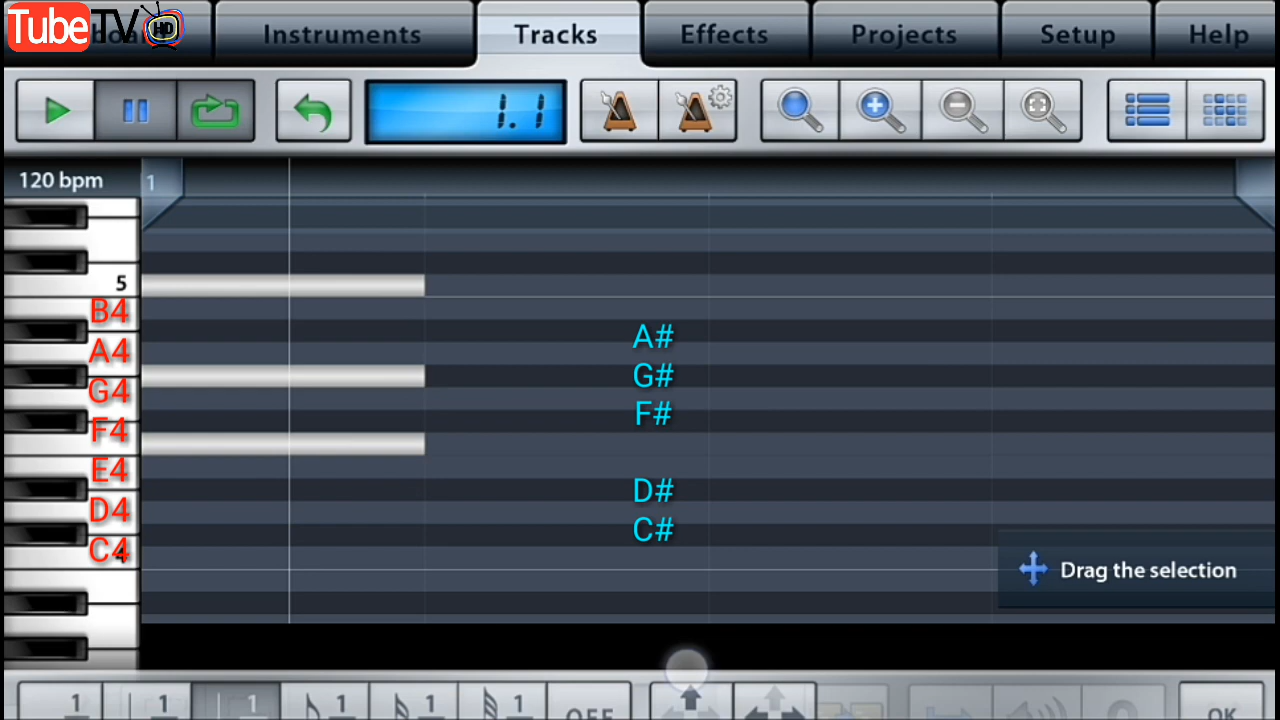 TubeTV HD
Instruments
Tracks
Effects
Projects
Setup
Help
1.1
120 bpm
1
5
B4
A4
G4
F4
E4
D4
C4
A#
G#
F#
D#
C#
Drag the selection
1
1
1
1
1
1
OFF
OK